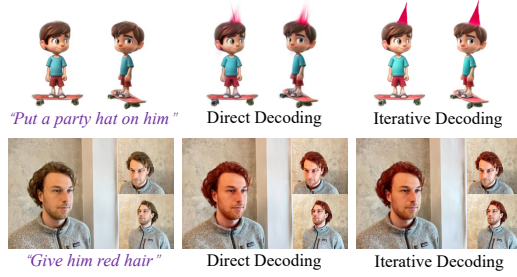 “Put a party hat on him”
Direct Decoding
Iterative Decoding
“Give him red hair”
Direct Decoding
Iterative Decoding